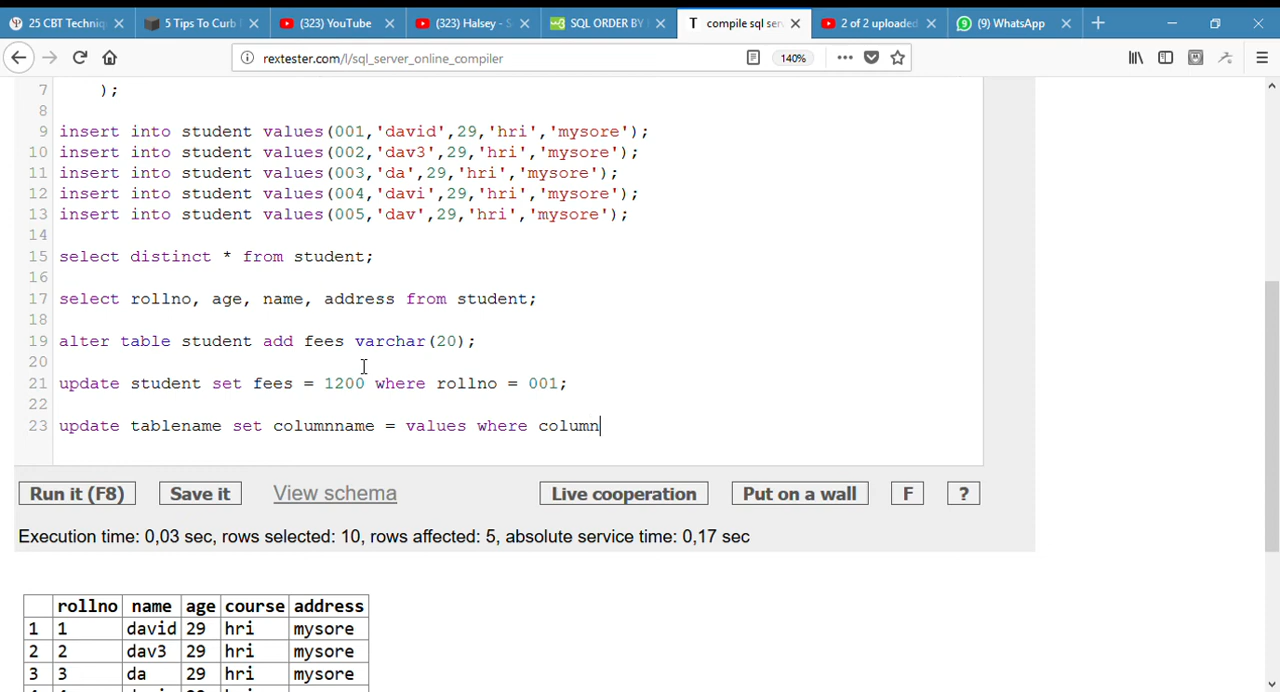 25 CBT Techniqu
5 Tips To Curb
(323) YouTube
(323) Halsey - S
SQL ORDER BY
T compile sql ser
2 of 2 uploaded
(9) WhatsApp
rextester.com/l/sql_server_online_compiler
140%
7 );
8
9 insert into student values(001,'david',29,'hri','mysore');
10 insert into student values(002,'dav3',29,'hri','mysore');
11 insert into student values(003,'da',29,'hri','mysore');
12 insert into student values(004,'davi',29,'hri','mysore');
13 insert into student values(005,'dav',29,'hri','mysore');
14
15 select distinct * from student;
16
17 select rollno, age, name, address from student;
18
19 alter table student add fees varchar(20);
20
21 update student set fees = 1200 where rollno = 001;
22
23 update tablename set columnname = values where column
Run it (F8) Save it View schema Live cooperation Put on a wall F ?
Execution time: 0,03 sec, rows selected: 10, rows affected: 5, absolute service time: 0,17 sec
rollno name age course address
1 1 david 29 hri mysore
2 2 dav3 29 hri mysore
3 3 da 29 hri mysore